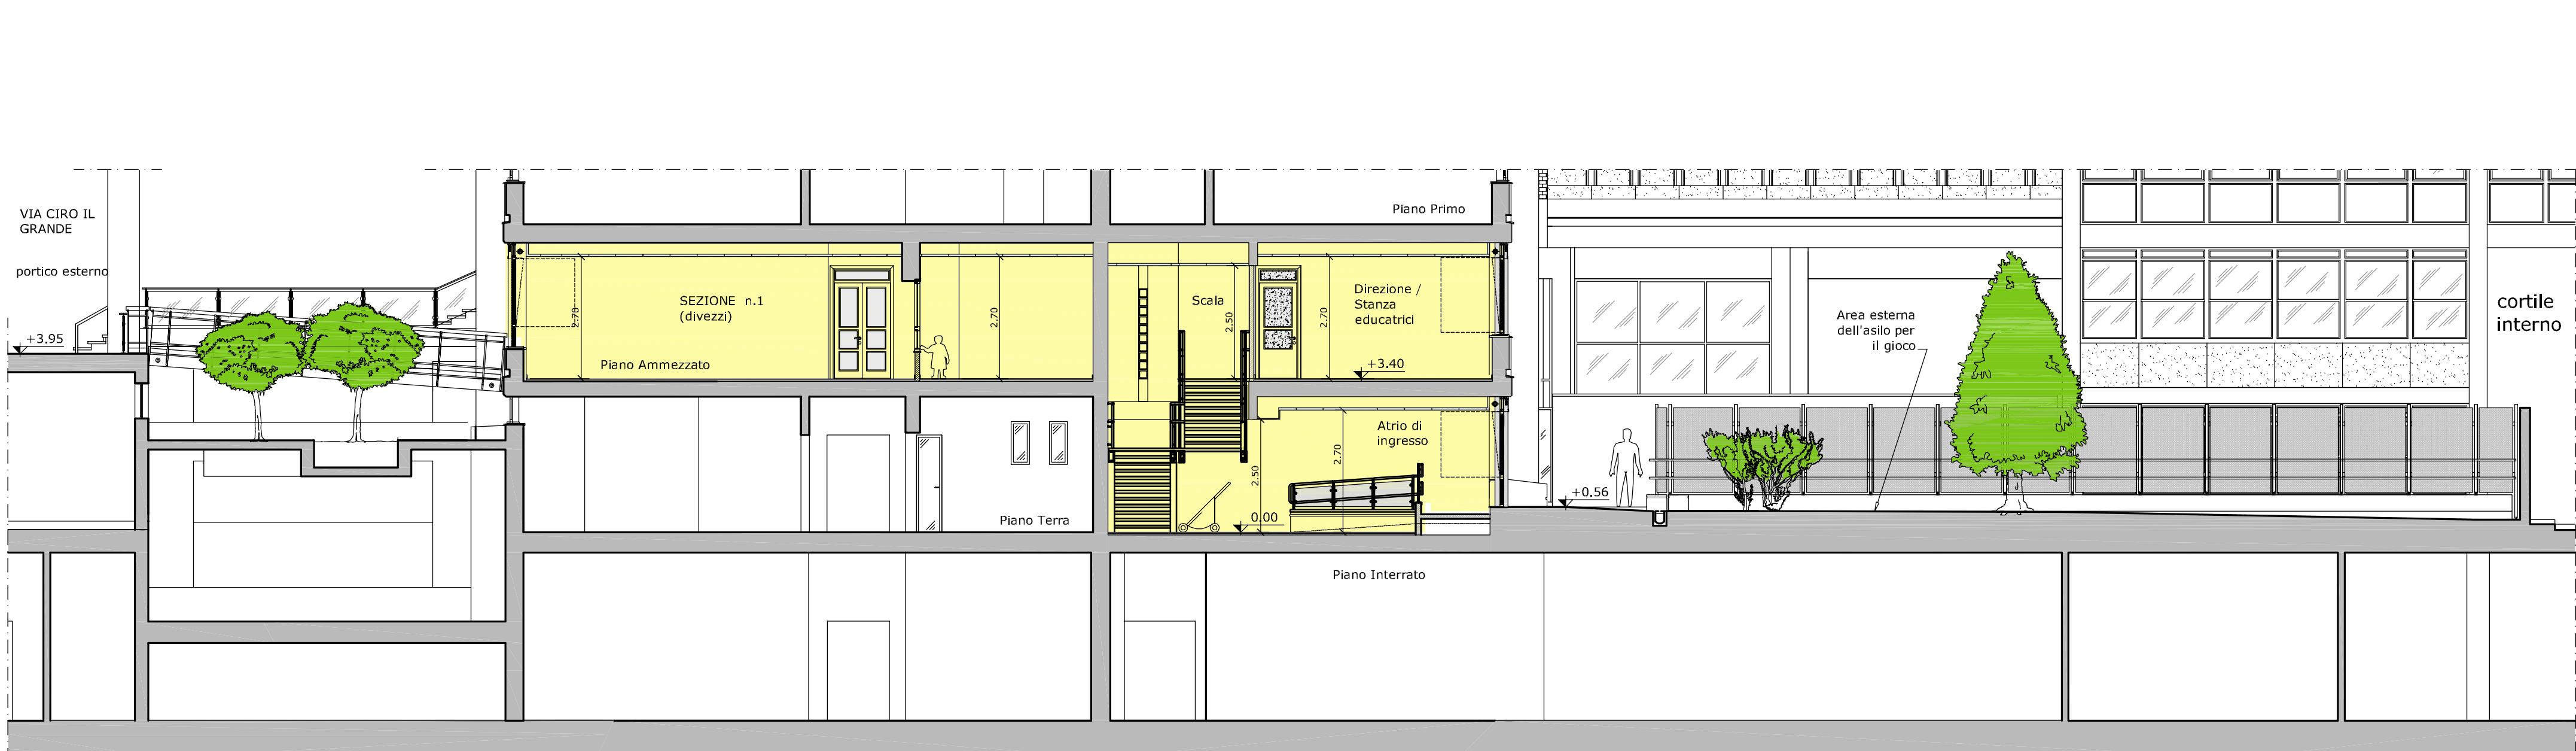 VIA CIRO IL
GRANDE
portico esterno
+3.95
Piano Primo
SEZIONE n.1
(divezzi)
2.70
Piano Ammezzato
2.70
Scala
2.50
2.70
Direzione /
Stanza
educatrici
+3.40
Atrio di
ingresso
2.70
2.50
0.00
Piano Terra
Piano Interrato
+0.56
Area esterna
dell'asilo per
il gioco
cortile
interno